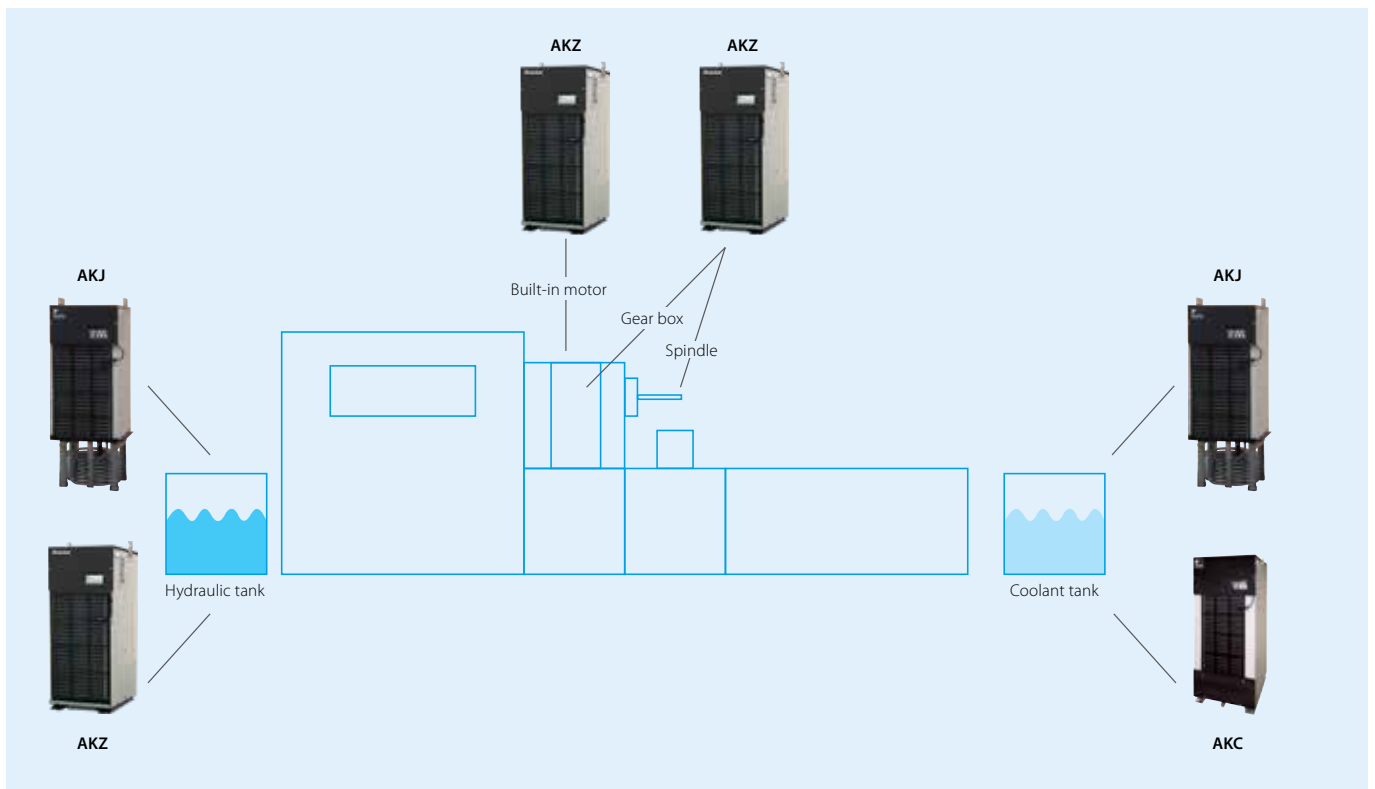 AKZ
AKZ
AKJ
AKJ
Built-in motor
Gear box
Spindle
Hydraulic tank
Coolant tank
AKZ
AKC